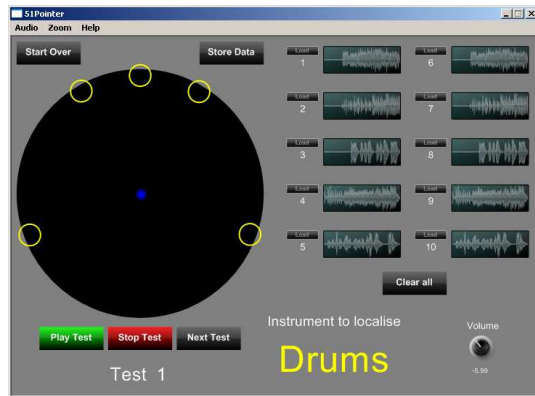 51Pointer
Audio Zoom Help
Start Over
Store Data
Load
1
Load
6
Load
2
Load
7
Load
3
Load
8
Load
4
Load
9
Load
5
Load
10
Clear all
Play Test
Stop Test
Next Test
Test 1
Instrument to localise
Drums
Volume
-5.99